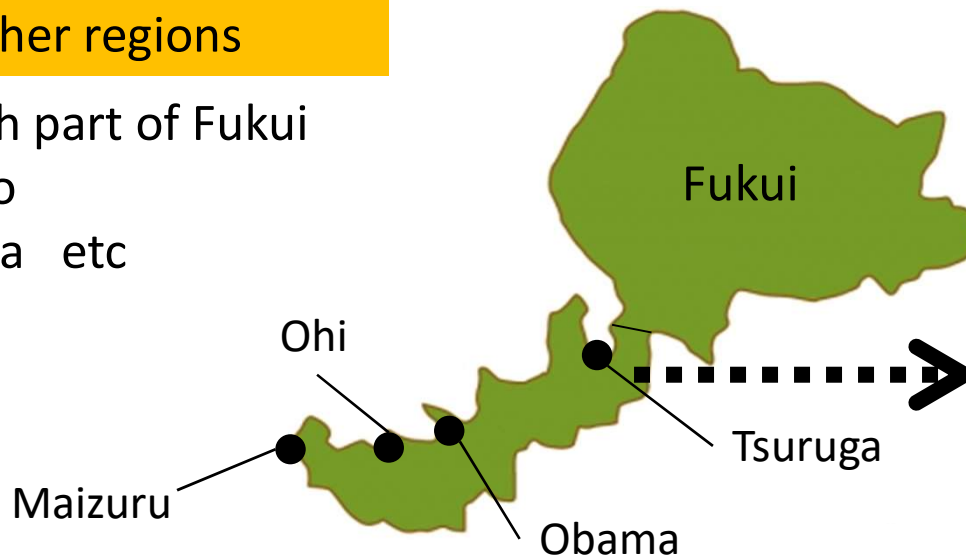 her regions
h part of Fukui
o
a etc
Fukui
Ohi
Tsuruga
Maizuru
Obama